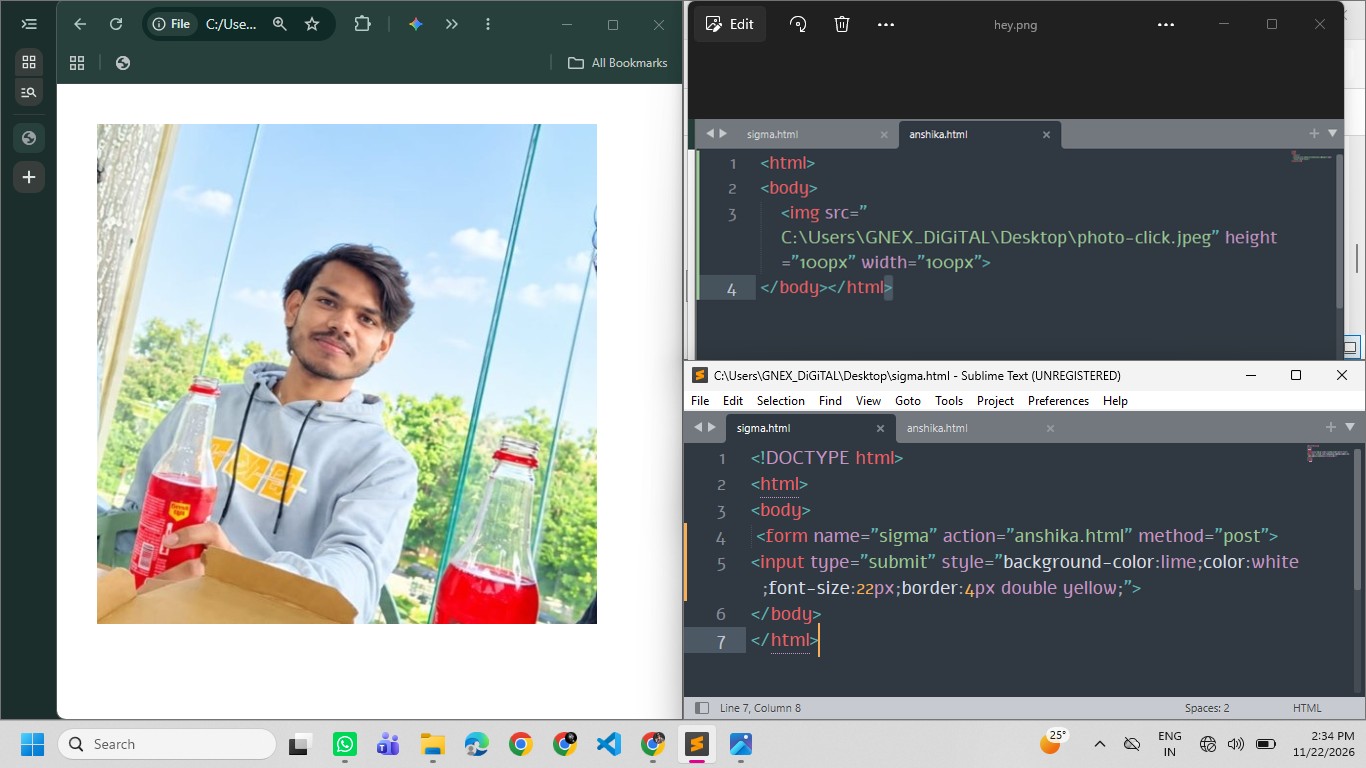 File
C:/Use...
All Bookmarks
Edit
hey.png
sigma.html
anshika.html
1 <html>
2 <body>
3 <img src="
C:\Users\GNEX_DiGiTAL\Desktop\photo-click.jpeg" height
="100px" width="100px">
4 </body></html>
C:\Users\GNEX_DiGiTAL\Desktop\sigma.html - Sublime Text (UNREGISTERED)
File Edit Selection Find View Goto Tools Project Preferences Help
sigma.html
anshika.html
1 <!DOCTYPE html>
2 <html>
3 <body>
4 <form name="sigma" action="anshika.html" method="post">
5 <input type="submit" style="background-color:lime;color:white
;font-size:22px;border:4px double yellow;">
6 </body>
7 </html>
Line 7, Column 8
Spaces: 2
HTML
Search
25°
ENG
IN
2:34 PM
11/22/2026